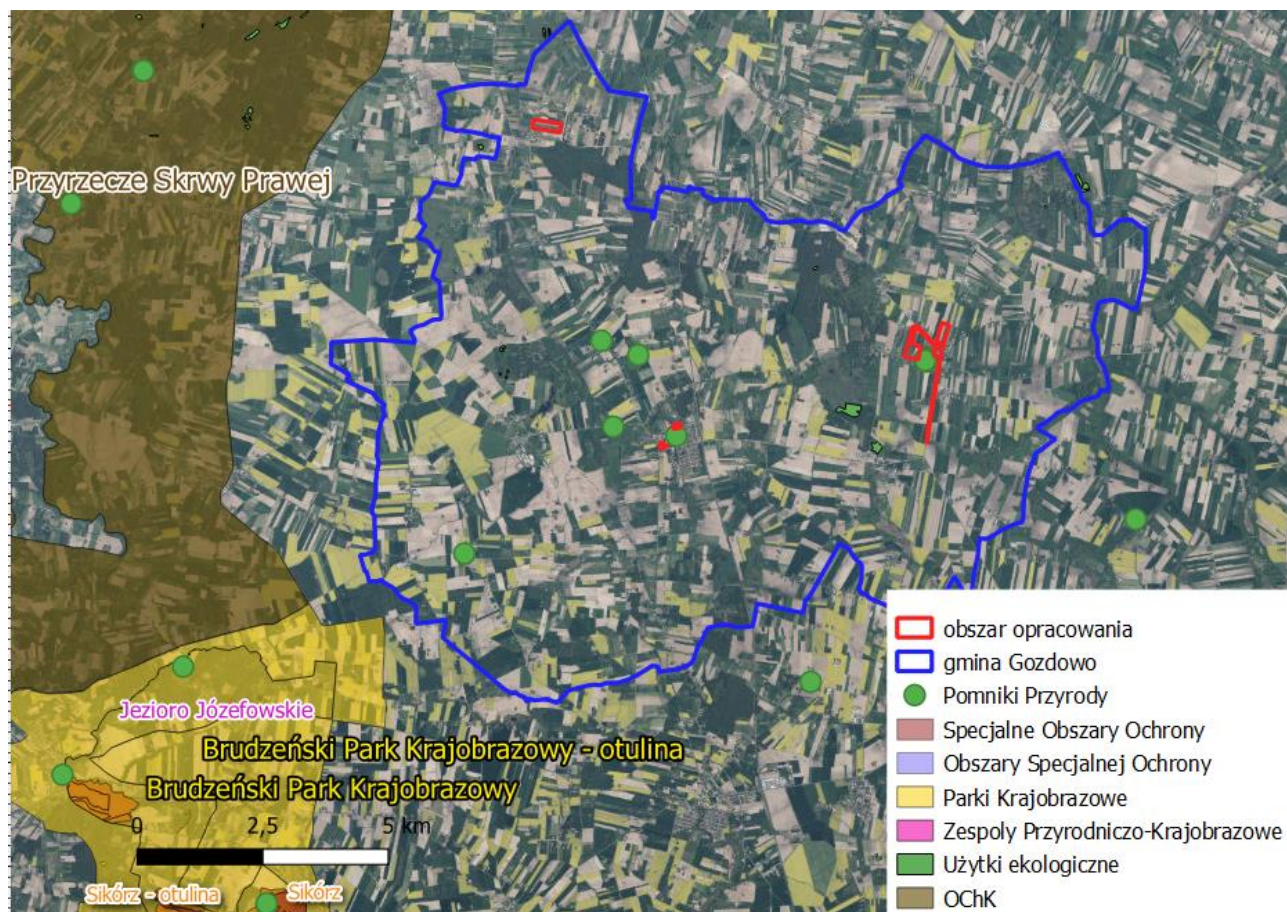 Przyrzecze Skrwy Prawej
Jezioro Józefowskie
Brudzeński Park Krajobrazowy - otulina
Brudzeński Park Krajobrazowy
0 2,5 5 km
Sikórz - otulina
Sikórz
obszar opracowania
gmina Gozdowo
Pomniki Przyrody
Specjalne Obszary Ochrony
Obszary Specjalnej Ochrony
Parki Krajobrazowe
Zespoly Przyrodniczo-Krajobrazowe
Użytki ekologiczne
OChK